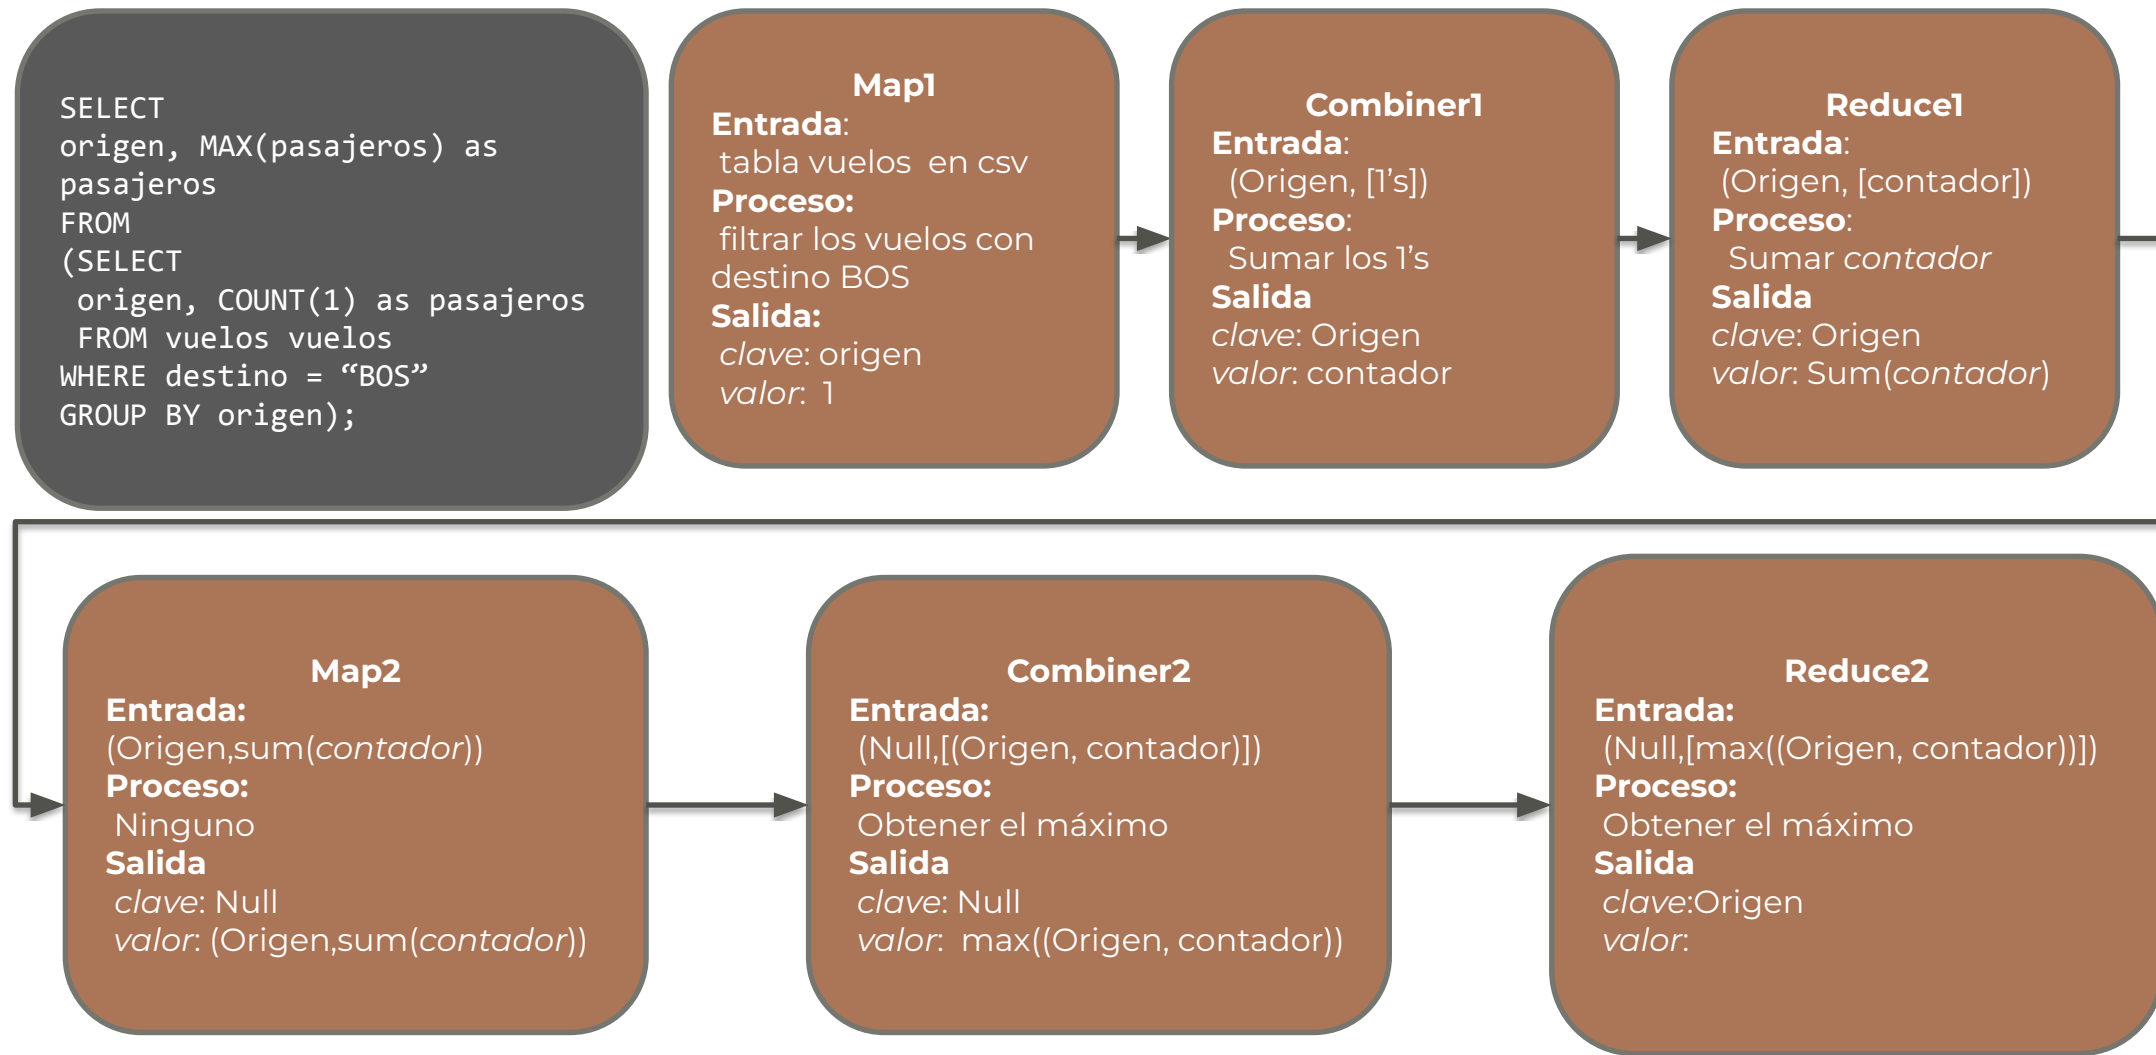 SELECT
origen, MAX(pasajeros) as
pasajeros
FROM
(SELECT
origen, COUNT(1) as pasajeros
FROM vuelos vuelos
WHERE destino = “BOS”
GROUP BY origen);
Map1
Entrada:
tabla vuelos en csv
Proceso:
filtrar los vuelos con
destino BOS
Salida:
clave: origen
valor: 1
Combiner1
Entrada:
(Origen, [1’s])
Proceso:
Sumar los 1’s
Salida
clave: Origen
valor: contador
Reduce1
Entrada:
(Origen, [contador])
Proceso:
Sumar contador
Salida
clave: Origen
valor: Sum(contador)
Map2
Entrada:
(Origen,sum(contador))
Proceso:
Ninguno
Salida
clave: Null
valor: (Origen,sum(contador))
Combiner2
Entrada:
(Null,[(Origen, contador)])
Proceso:
Obtener el máximo
Salida
clave: Null
valor: max((Origen, contador))
Reduce2
Entrada:
(Null,[max((Origen, contador))])
Proceso:
Obtener el máximo
Salida
clave:Origen
valor: